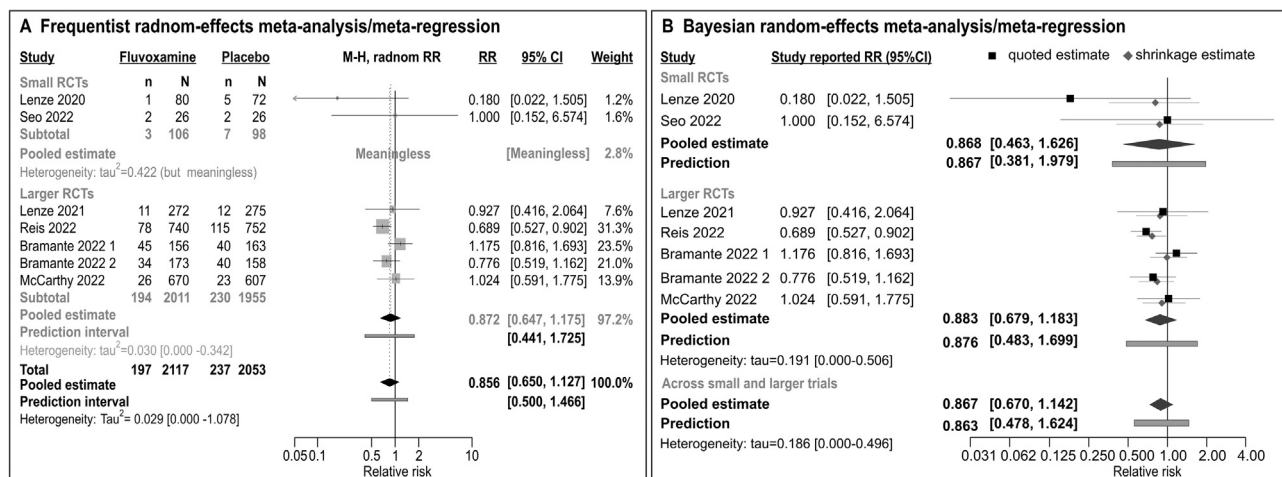 A Frequentist radnom-effects meta-analysis/meta-regression
Study Fluvoxamine Placebo M-H, radnom RR RR 95% CI Weight
n N n N
Small RCTs
Lenze 2020 1 80 5 72 0.180 [0.022, 1.505] 1.2%
Seo 2022 2 26 2 26 1.000 [0.152, 6.574] 1.6%
Subtotal 3 106 7 98
Pooled estimate Meaningless [Meaningless] 2.8%
Heterogeneity: tau2=0.422 (but meaningless)
Larger RCTs
Lenze 2021 11 272 12 275 0.927 [0.416, 2.064] 7.6%
Reis 2022 78 740 115 752 0.689 [0.527, 0.902] 31.3%
Bramante 2022 1 45 156 40 163 1.175 [0.816, 1.693] 23.5%
Bramante 2022 2 34 173 40 158 0.776 [0.519, 1.162] 21.0%
McCarthy 2022 26 670 23 607 1.024 [0.591, 1.775] 13.9%
Subtotal 194 2011 230 1955
Pooled estimate 0.872 [0.647, 1.175] 97.2%
Prediction interval [0.441, 1.725]
Heterogeneity: tau2=0.030 [0.000 -0.342]
Total 197 2117 237 2053
Pooled estimate 0.856 [0.650, 1.127] 100.0%
Prediction interval [0.500, 1.466]
Heterogeneity: Tau2= 0.029 [0.000 -1.078]
0.05 0.1 .5 1 2 10
Relative risk
B Bayesian random-effects meta-analysis/meta-regression
Study Study reported RR (95%CI) quoted estimate shrinkage estimate
Small RCTs
Lenze 2020 0.180 [0.022, 1.505]
Seo 2022 1.000 [0.152, 6.574]
Pooled estimate 0.868 [0.463, 1.626]
Prediction 0.867 [0.381, 1.979]
Larger RCTs
Lenze 2021 0.927 [0.416, 2.064]
Reis 2022 0.689 [0.527, 0.902]
Bramante 2022 1 1.176 [0.816, 1.693]
Bramante 2022 2 0.776 [0.519, 1.162]
McCarthy 2022 1.024 [0.591, 1.775]
Pooled estimate 0.883 [0.679, 1.183]
Prediction 0.876 [0.483, 1.699]
Heterogeneity: tau=0.191 [0.000-0.506]
Across small and larger trials
Pooled estimate 0.867 [0.670, 1.142]
Prediction 0.863 [0.478, 1.624]
Heterogeneity: tau=0.186 [0.000-0.496]
0.031 0.062 0.125 0.250 0.500 1.00 2.00 4.00
Relative risk